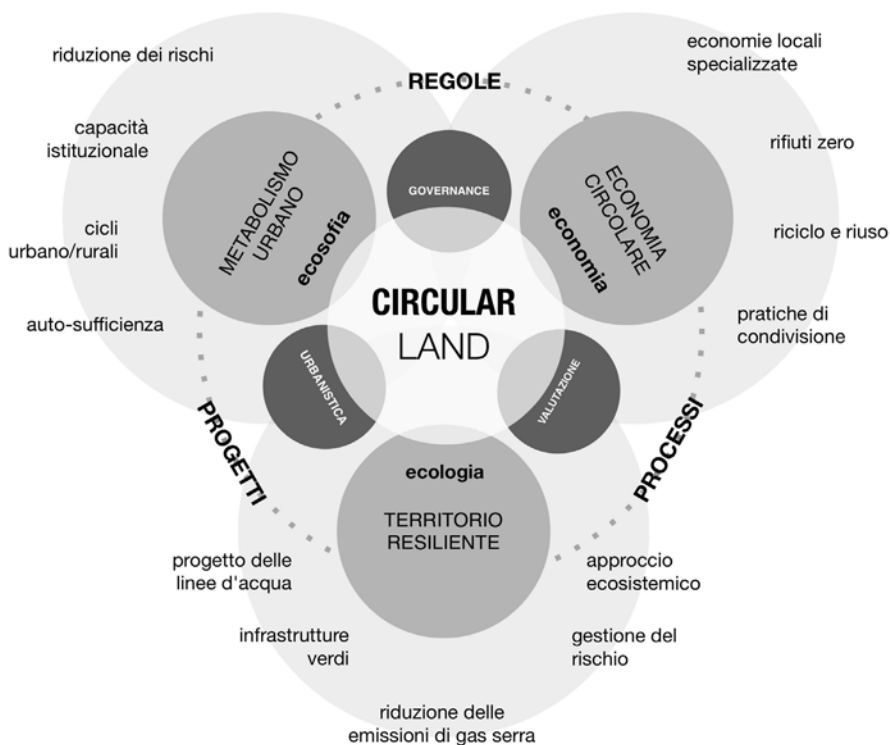 riduzione dei rischi
capacità
istituzionale
cicli
urbano/rurali
auto-sufficienza
economie locali
specializzate
rifiuti zero
riciclo e riuso
pratiche di
condivisione
REGOLE
GOVERNANCE
METABOLISMO
URBANO
ecosofia
ECONOMIA
CIRCOLARE
economia
CIRCULAR
LAND
URBANISTICA
VALUTAZIONE
PROGETTI
PROCESSI
ecologia
TERRITORIO
RESILIENTE
progetto delle
linee d'acqua
infrastrutture
verdi
riduzione delle
emissioni di gas serra
approccio
ecosistemico
gestione del
rischio